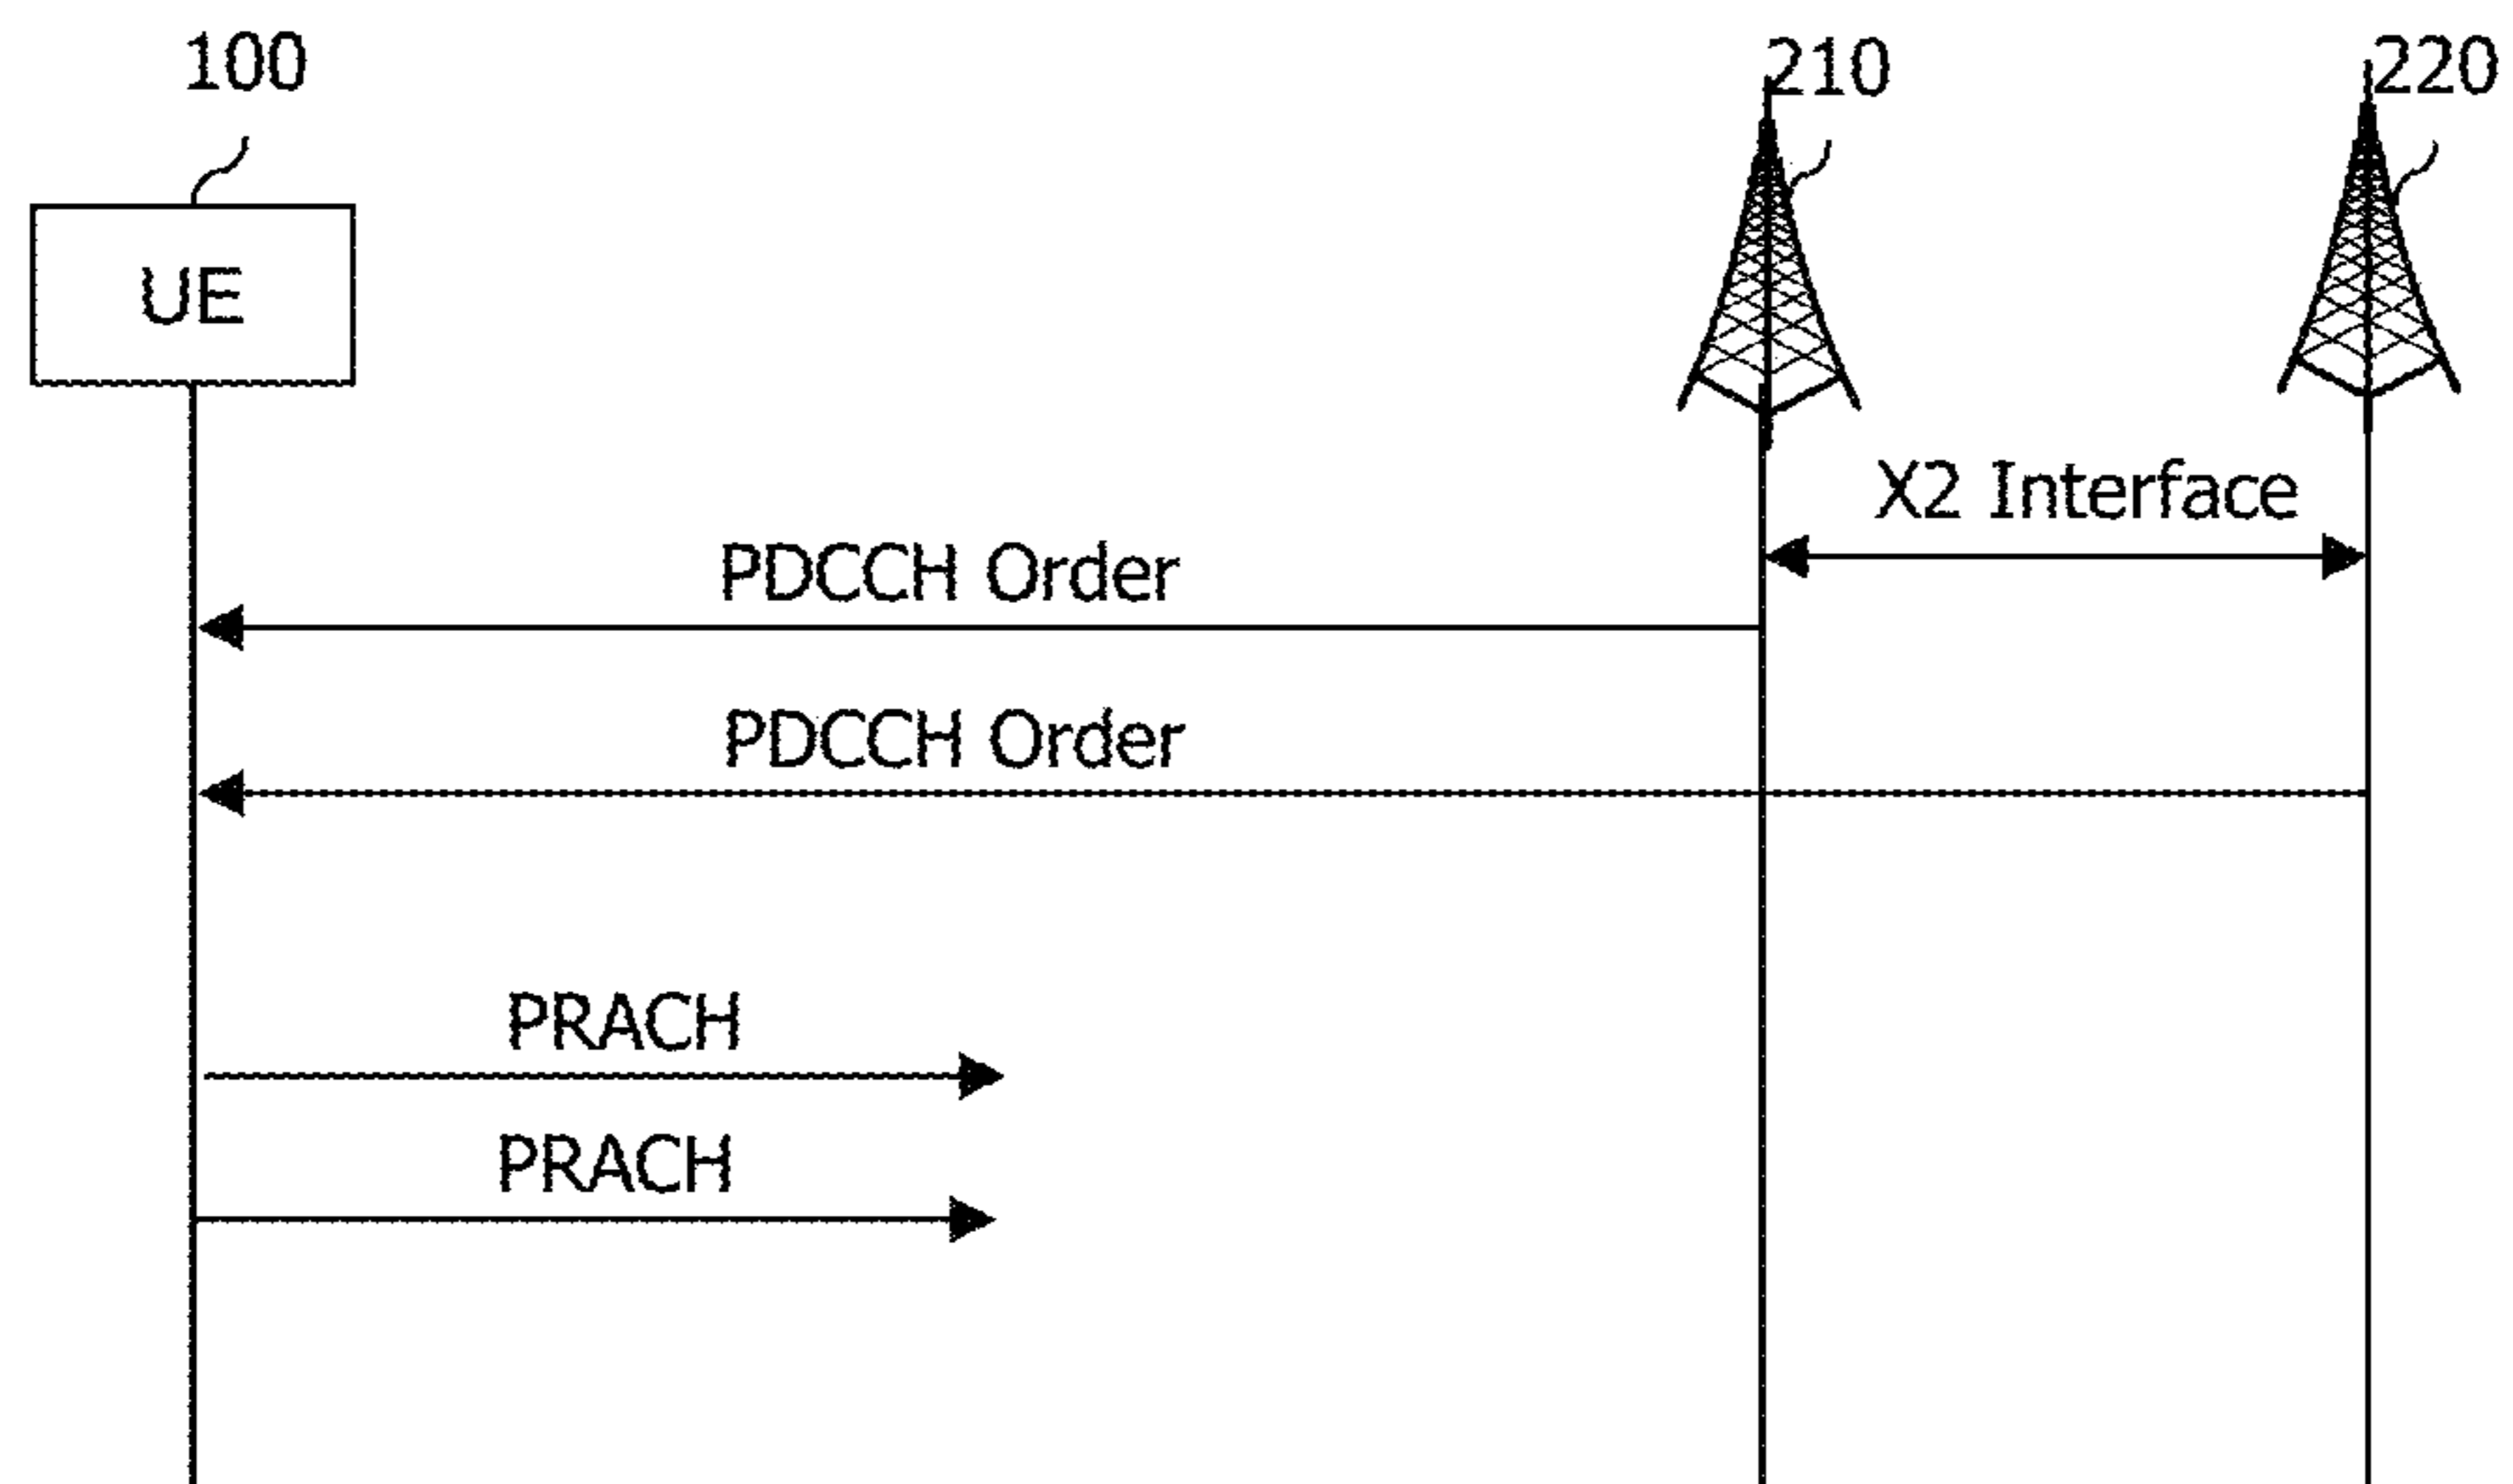 100
210
220
UE
X2 Interface
PDCCH Order
PDCCH Order
PRACH
PRACH